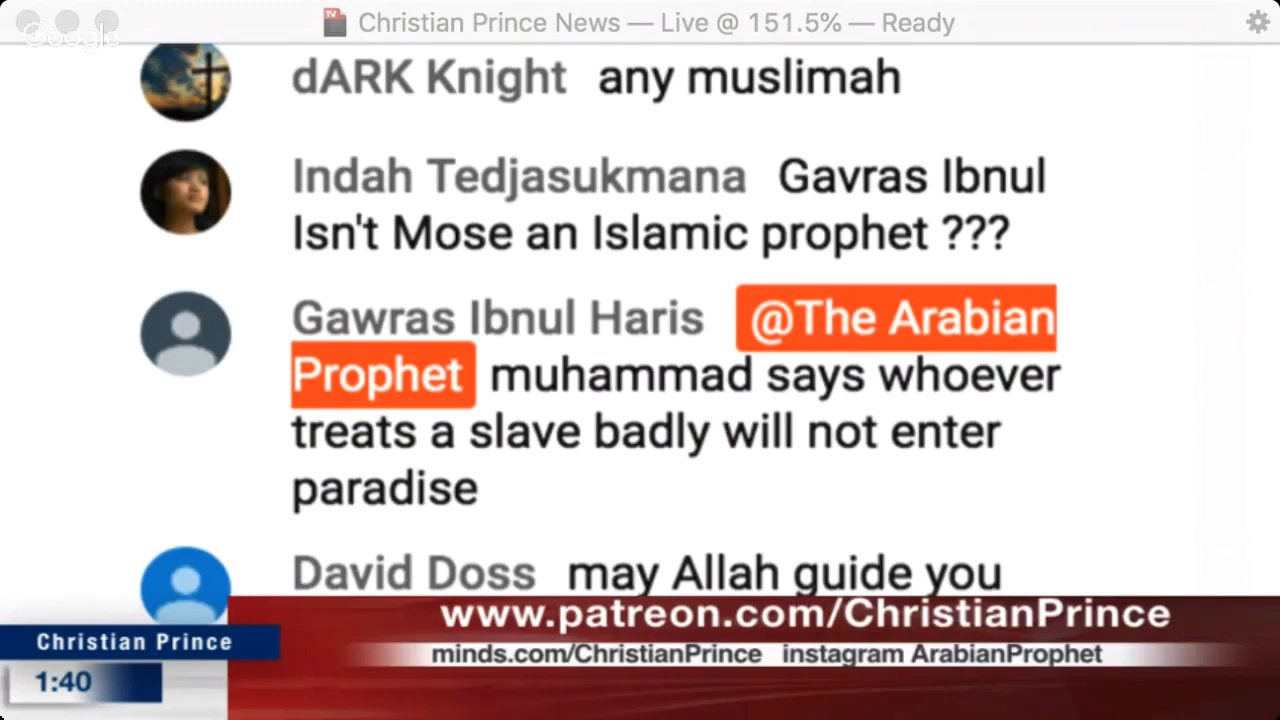 Christian Prince News — Live @ 151.5% — Ready
Google
dARK Knight any muslimah
Indah Tedjasukmana Gavras Ibnul
Isn't Mose an Islamic prophet ???
Gawras Ibnul Haris @The Arabian
Prophet muhammad says whoever
treats a slave badly will not enter
paradise
David Doss may Allah guide you
www.patreon.com/ChristianPrince
Christian Prince
minds.com/ChristianPrince instagram ArabianProphet
1:40